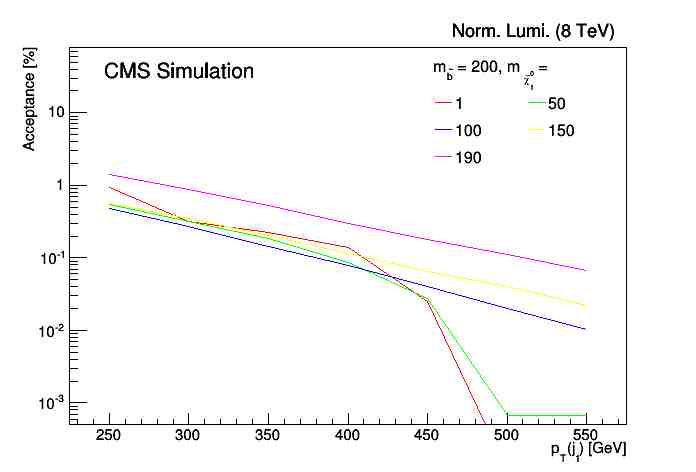 Norm. Lumi. (8 TeV)
CMS Simulation
m_b̃ = 200, m_χ̃⁰₁ =
1
50
100
150
190
Acceptance [%]
10
1
10⁻¹
10⁻²
10⁻³
250 300 350 400 450 500 550
p_T(j_1) [GeV]